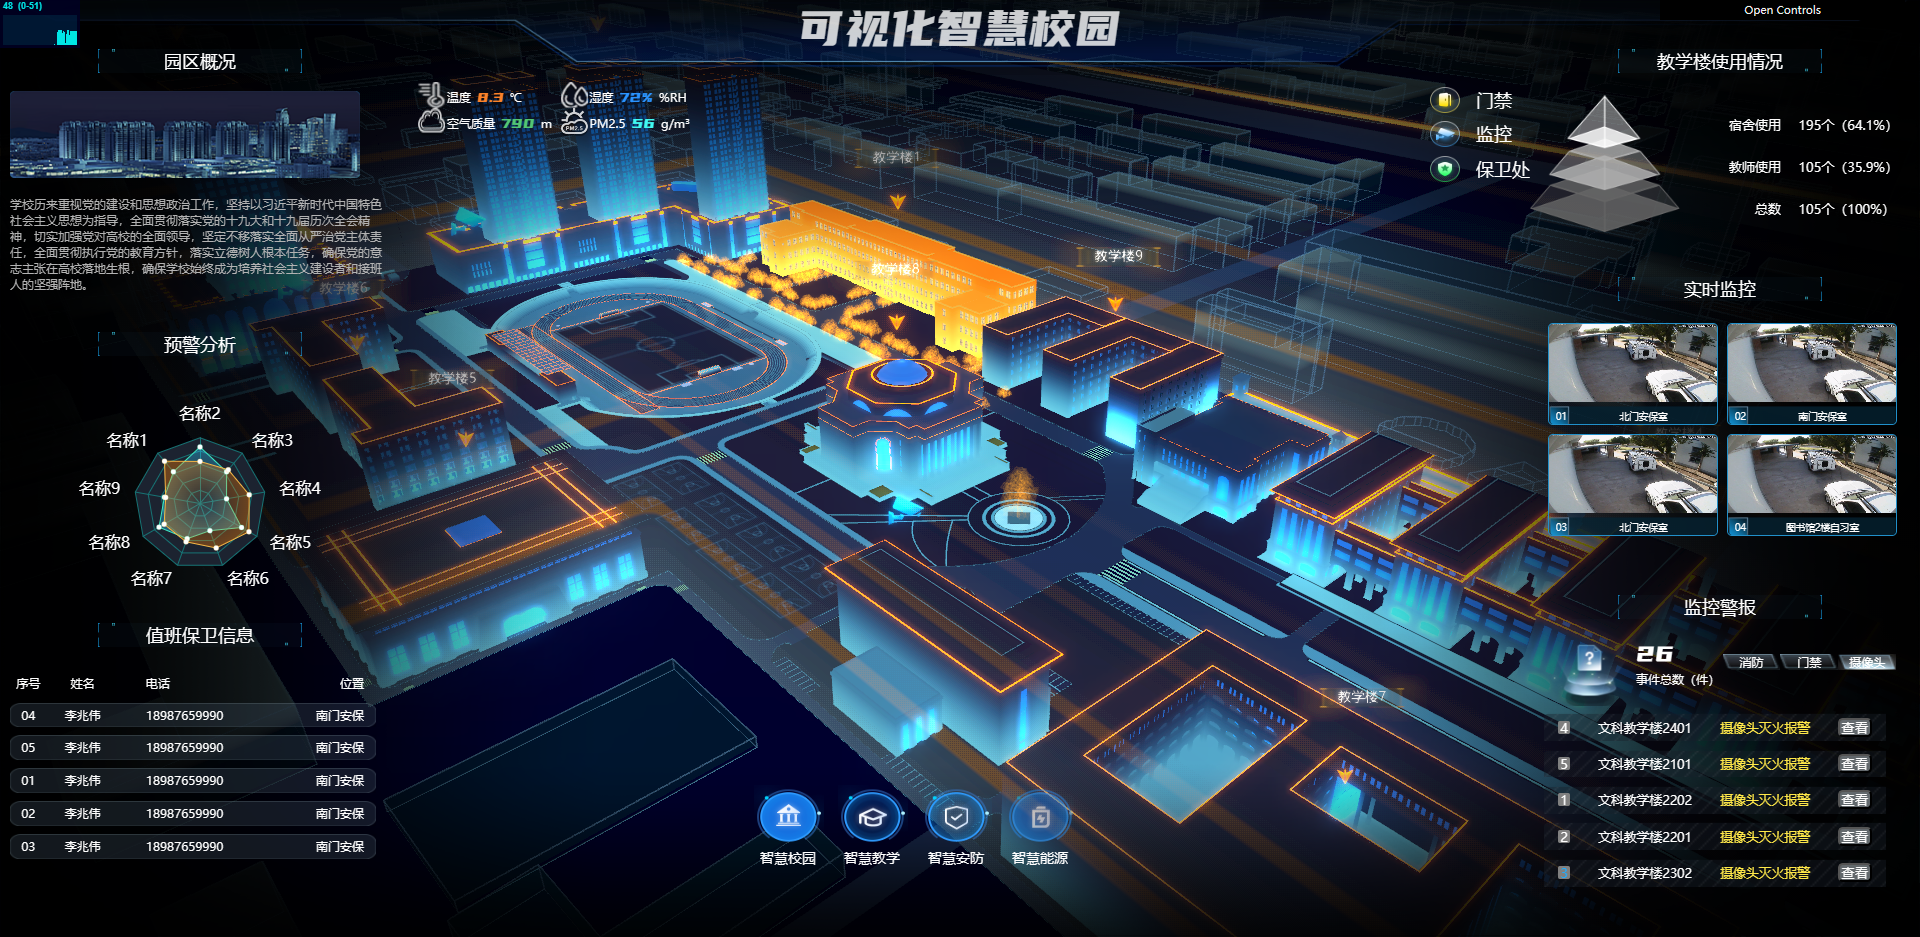 48 (0-51)
Open Controls
可视化智慧校园
园区概况
学校历来重视党的建设和思想政治工作，坚持以习近平新时代中国特色
社会主义思想为指导，全面贯彻落实党的十九大和十九届历次全会精
神，切实加强党对高校的全面领导，坚定不移落实全面从严治党主体责
任，全面贯彻执行党的教育方针，落实立德树人根本任务，确保党的意
志主张在高校落地生根，确保学校始终成为培养社会主义建设者和接班
人的坚强阵地。
预警分析
名称2
名称1
名称3
名称9
名称4
名称8
名称5
名称7
名称6
值班保卫信息
序号 姓名 电话 位置
04 李兆伟 18987659990 南门安保
05 李兆伟 18987659990 南门安保
01 李兆伟 18987659990 南门安保
02 李兆伟 18987659990 南门安保
03 李兆伟 18987659990 南门安保
温度 8.3 ℃ 湿度 72% %RH
空气质量 790 m PM2.5 56 g/m³
PM2.5
教学楼1
教学楼9
教学楼8
教学楼6
教学楼5
教学楼4
教学楼7
智慧校园 智慧教学 智慧安防 智慧能源
门禁
监控
保卫处
教学楼使用情况
宿舍使用 195个 (64.1%)
教师使用 105个 (35.9%)
总数 105个 (100%)
实时监控
01 北门安保室
02 南门安保室
03 北门安保室
04 图书馆2楼自习室
监控警报
?
26
事件总数（件）
消防 门禁 摄像头
4 文科教学楼2401 摄像头灭火报警 查看
5 文科教学楼2101 摄像头灭火报警 查看
1 文科教学楼2202 摄像头灭火报警 查看
2 文科教学楼2201 摄像头灭火报警 查看
3 文科教学楼2302 摄像头灭火报警 查看